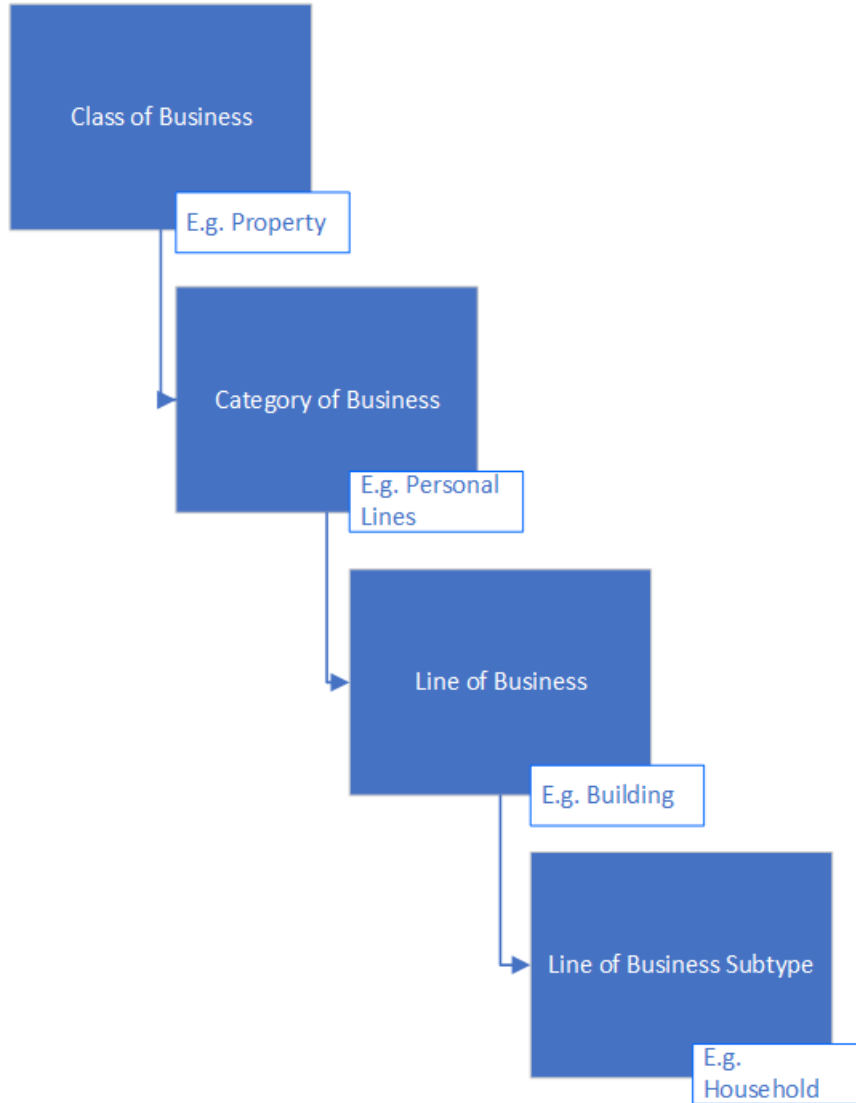 Class of Business
E.g. Property
Category of Business
E.g. Personal
Lines
Line of Business
E.g. Building
Line of Business Subtype
E.g.
Household